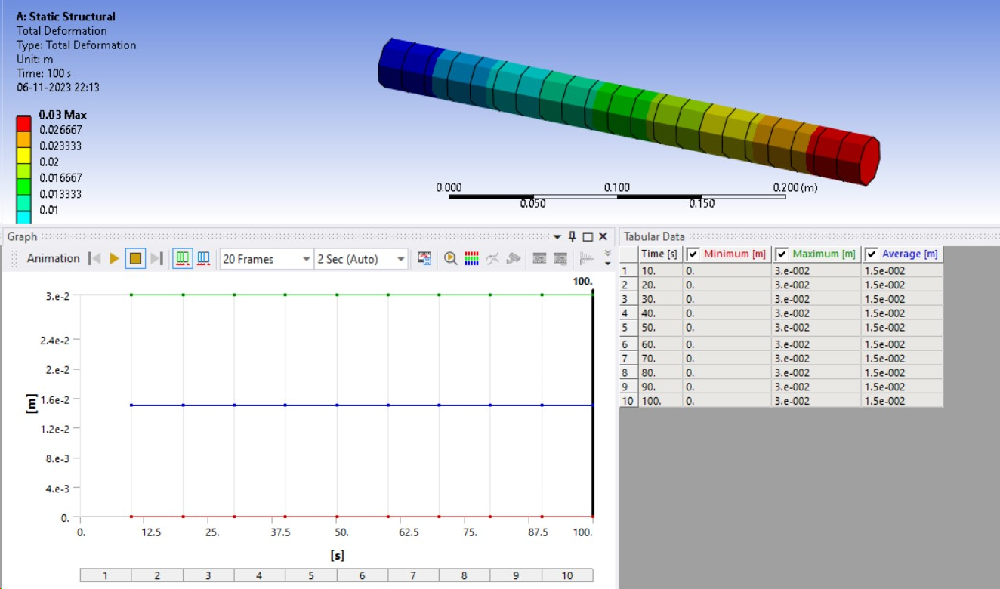 A: Static Structural
Total Deformation
Type: Total Deformation
Unit: m
Time: 100 s
06-11-2023 22:13
0.03 Max
0.026667
0.023333
0.02
0.016667
0.013333
0.01
0.000
0.100
0.200 (m)
0.050
0.150
Graph
Animation
20 Frames
2 Sec (Auto)
100.
3.e-2
2.4e-2
2.e-2
1.6e-2
1.2e-2
8.e-3
4.e-3
0.
[m]
0. 12.5 25. 37.5 50. 62.5 75. 87.5 100.
[s]
1 2 3 4 5 6 7 8 9 10
Tabular Data
Time [s] Minimum [m] Maximum [m] Average [m]
1 10. 0. 3.e-002 1.5e-002
2 20. 0. 3.e-002 1.5e-002
3 30. 0. 3.e-002 1.5e-002
4 40. 0. 3.e-002 1.5e-002
5 50. 0. 3.e-002 1.5e-002
6 60. 0. 3.e-002 1.5e-002
7 70. 0. 3.e-002 1.5e-002
8 80. 0. 3.e-002 1.5e-002
9 90. 0. 3.e-002 1.5e-002
10 100. 0. 3.e-002 1.5e-002